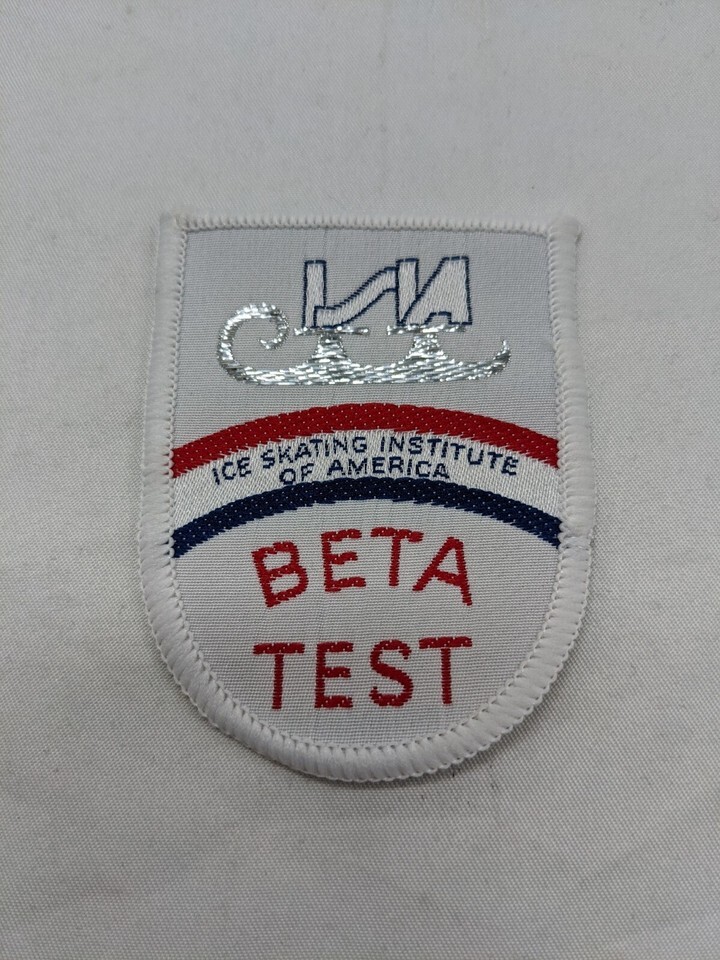 ISIA
ICE SKATING INSTITUTE
OF AMERICA
BETA
TEST